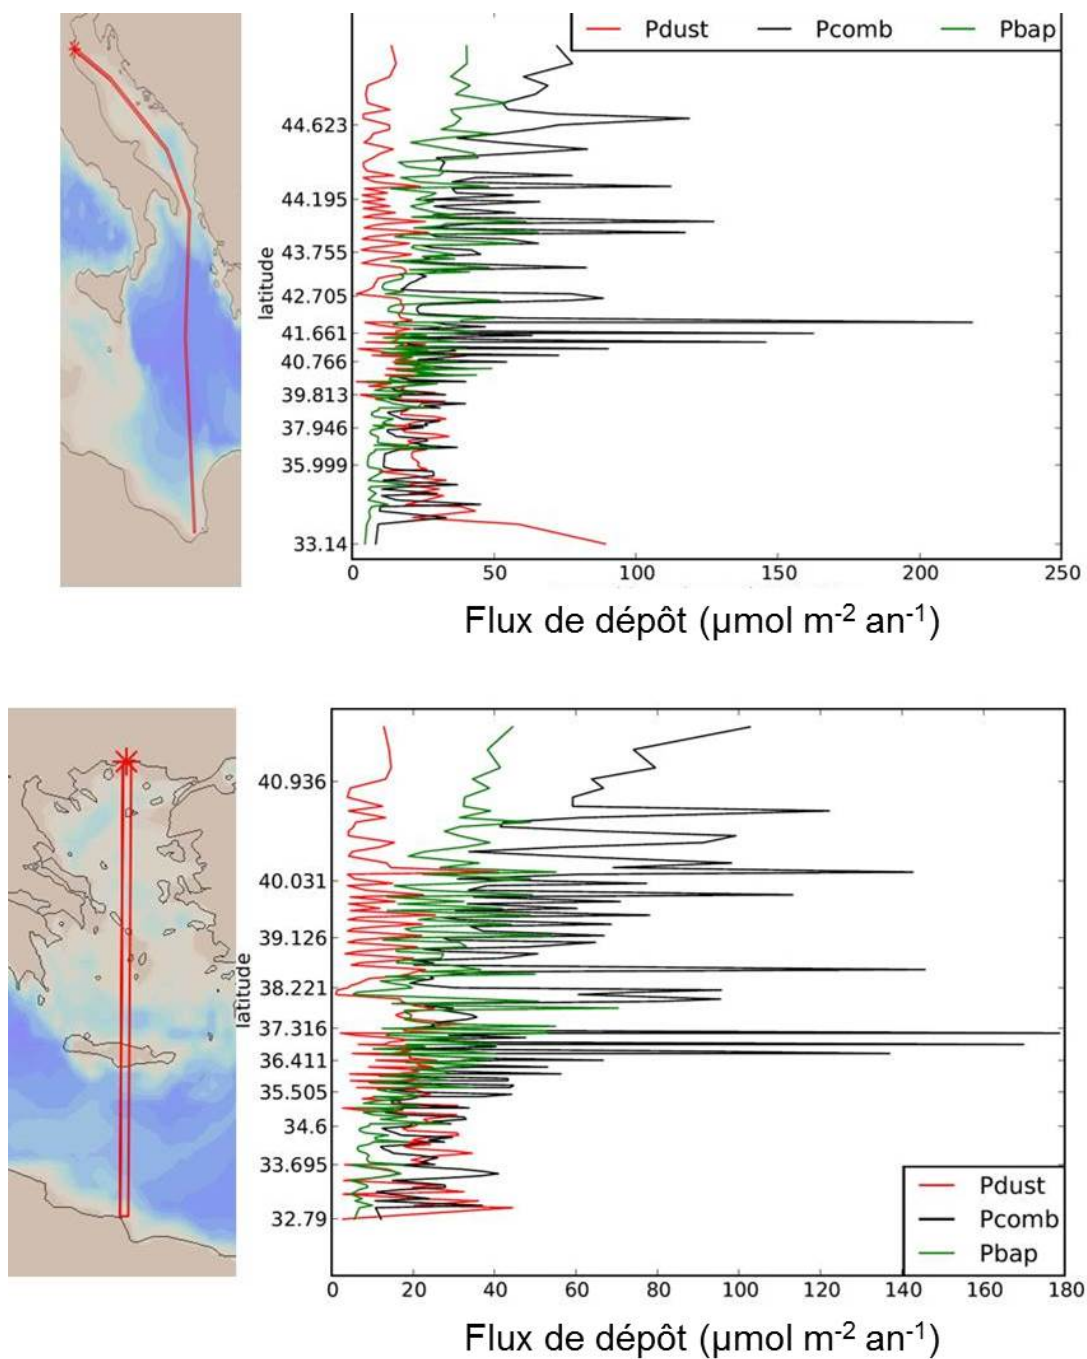 Pdust Pcomb Pbap
44.623
44.195
43.755
42.705
41.661
40.766
39.813
37.946
35.999
33.14
latitude
0 50 100 150 200 250
Flux de dépôt (µmol m⁻² an⁻¹)
40.936
40.031
39.126
38.221
37.316
36.411
35.505
34.6
33.695
32.79
latitude
Pdust
Pcomb
Pbap
0 20 40 60 80 100 120 140 160 180
Flux de dépôt (µmol m⁻² an⁻¹)